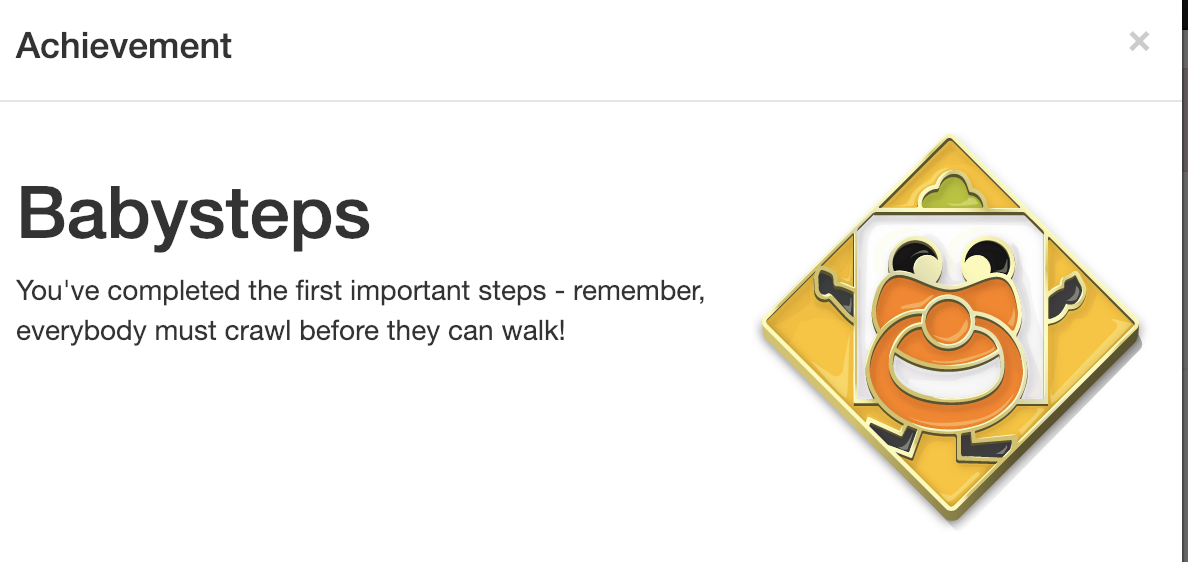 Achievement
×
Babysteps
You've completed the first important steps - remember,
everybody must crawl before they can walk!